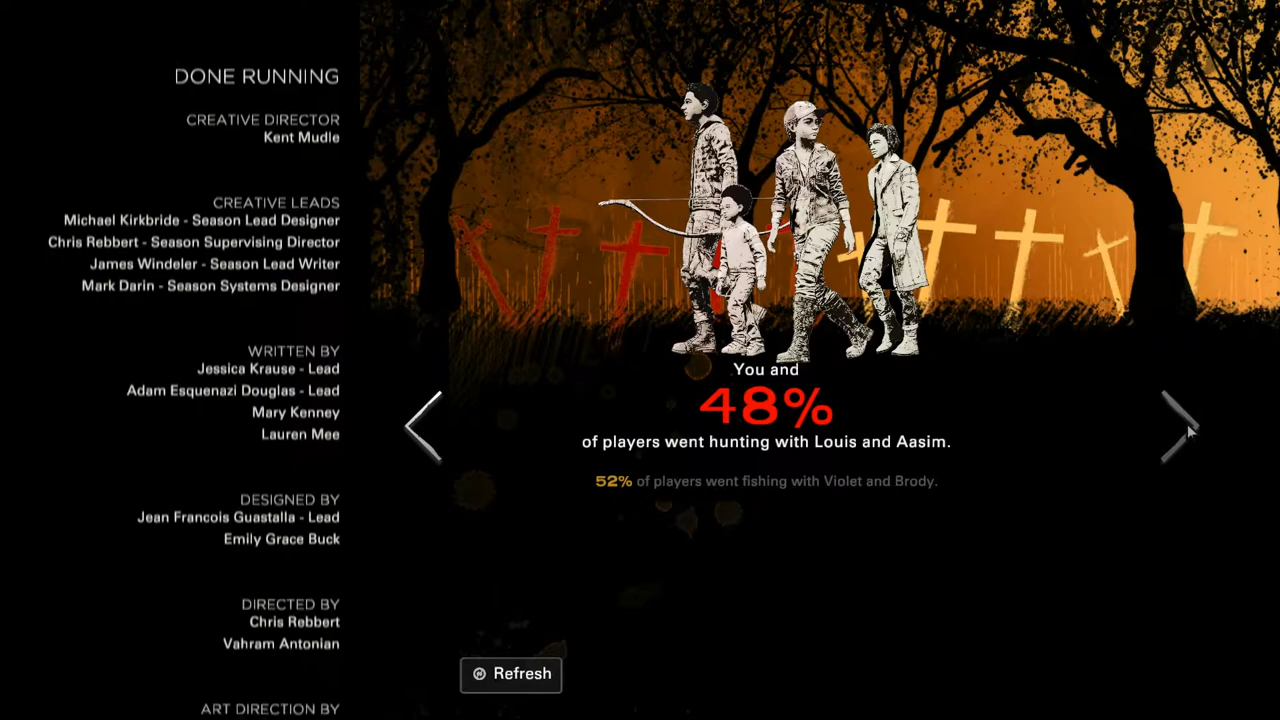 DONE RUNNING
CREATIVE DIRECTOR
Kent Mudle
CREATIVE LEADS
Michael Kirkbride - Season Lead Designer
Chris Rebbert - Season Supervising Director
James Windeler - Season Lead Writer
Mark Darin - Season Systems Designer
WRITTEN BY
Jessica Krause - Lead
Adam Esquenazi Douglas - Lead
Mary Kenney
Lauren Mee
DESIGNED BY
Jean Francois Guastalla - Lead
Emily Grace Buck
DIRECTED BY
Chris Rebbert
Vahram Antonian
ART DIRECTION BY
You and
48%
of players went hunting with Louis and Aasim.
52% of players went fishing with Violet and Brody.
Refresh